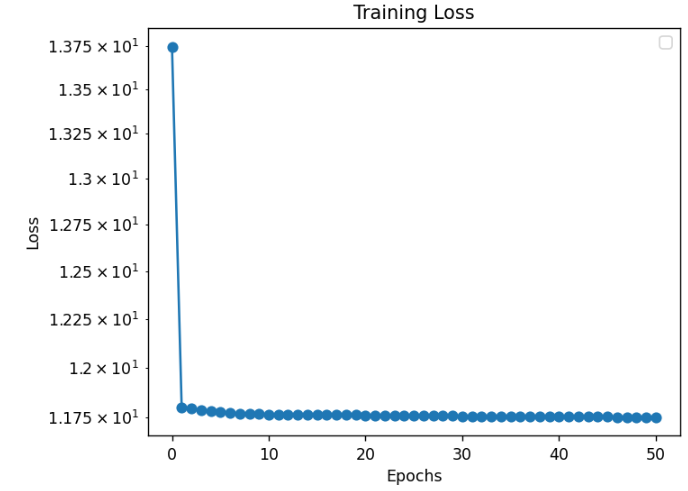 Training Loss
1.375 × 10¹
1.35 × 10¹
1.325 × 10¹
1.3 × 10¹
1.275 × 10¹
1.25 × 10¹
1.225 × 10¹
1.2 × 10¹
1.175 × 10¹
Loss
0 10 20 30 40 50
Epochs